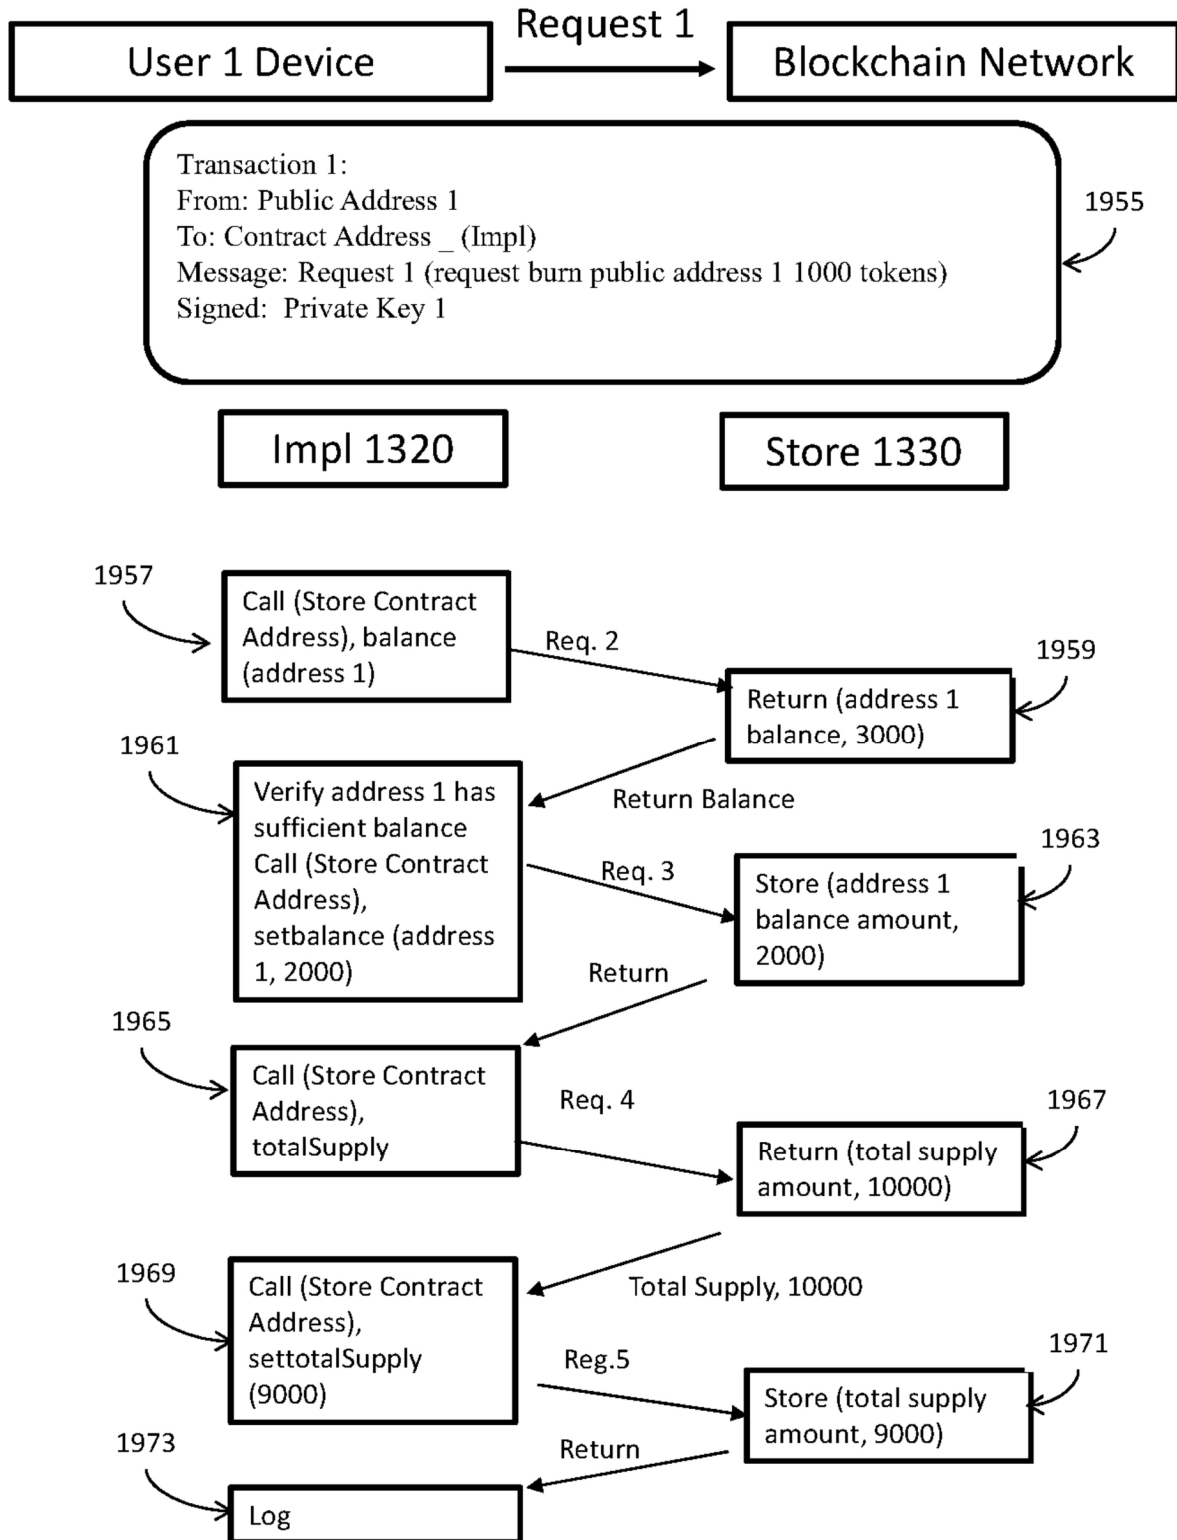 Request 1
User 1 Device
Blockchain Network
Transaction 1:
From: Public Address 1
To: Contract Address _ (Impl)
Message: Request 1 (request burn public address 1 1000 tokens)
Signed:  Private Key 1
1955
Impl 1320
Store 1330
1957
Call (Store Contract
Address), balance
(address 1)
Req. 2
1959
Return (address 1
balance, 3000)
Return Balance
1961
Verify address 1 has
sufficient balance
Call (Store Contract
Address),
setbalance (address
1, 2000)
Req. 3
1963
Store (address 1
balance amount,
2000)
Return
1965
Call (Store Contract
Address),
totalSupply
Req. 4
1967
Return (total supply
amount, 10000)
Total Supply, 10000
1969
Call (Store Contract
Address),
settotalSupply
(9000)
Reg.5
1971
Store (total supply
amount, 9000)
Return
1973
Log